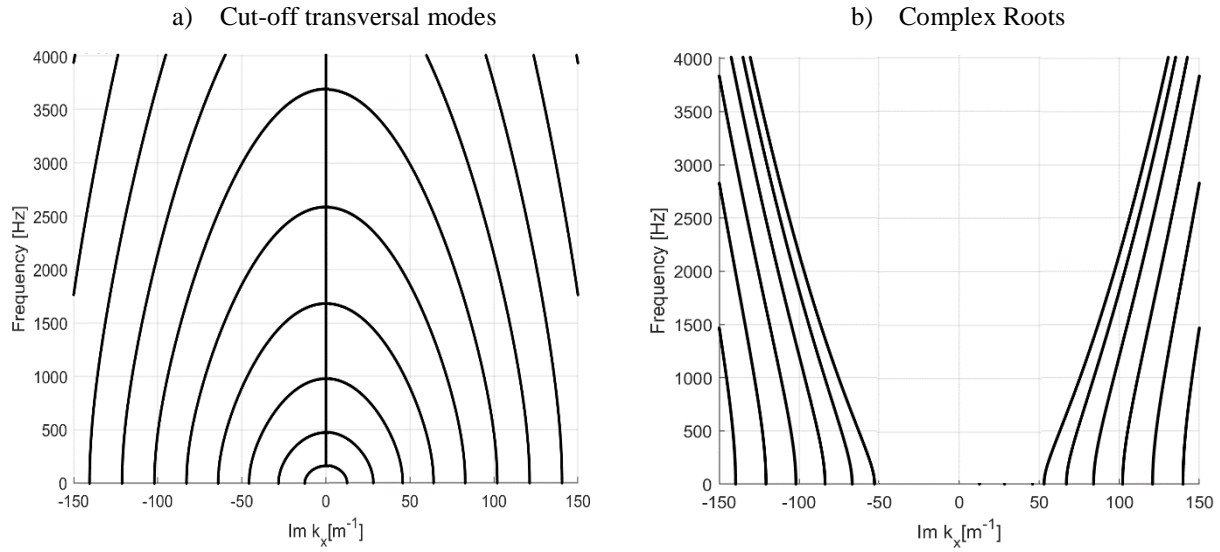 a) Cut-off transversal modes
4000
3500
3000
2500
2000
1500
1000
500
0
Frequency [Hz]
-150 -100 -50 0 50 100 150
Im k_x[m^-1]
b) Complex Roots
4000
3500
3000
2500
2000
1500
1000
500
0
Frequency [Hz]
-150 -100 -50 0 50 100 150
Im k_x[m^-1]